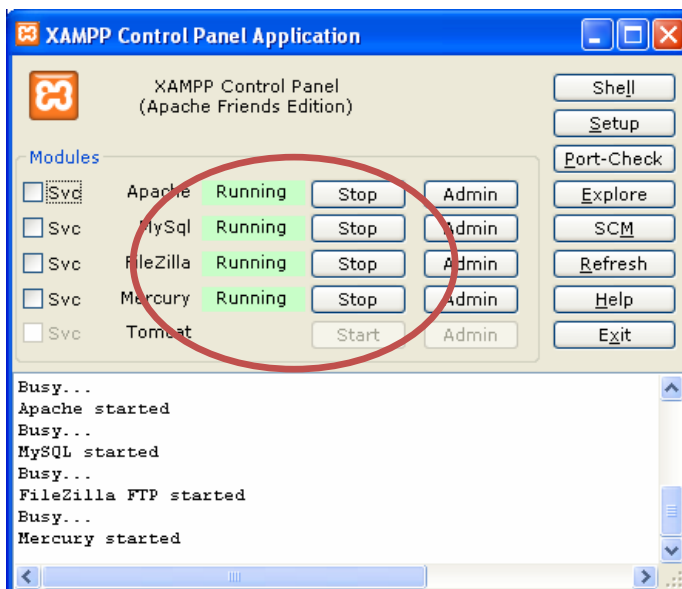 XAMPP Control Panel Application
XAMPP Control Panel
(Apache Friends Edition)
Shell
Setup
Port-Check
Explore
SCM
Refresh
Help
Exit
Modules
Svc Apache Running Stop Admin
Svc MySql Running Stop Admin
Svc FileZilla Running Stop Admin
Svc Mercury Running Stop Admin
Svc Tomcat Start Admin
Busy...
Apache started
Busy...
MySQL started
Busy...
FileZilla FTP started
Busy...
Mercury started